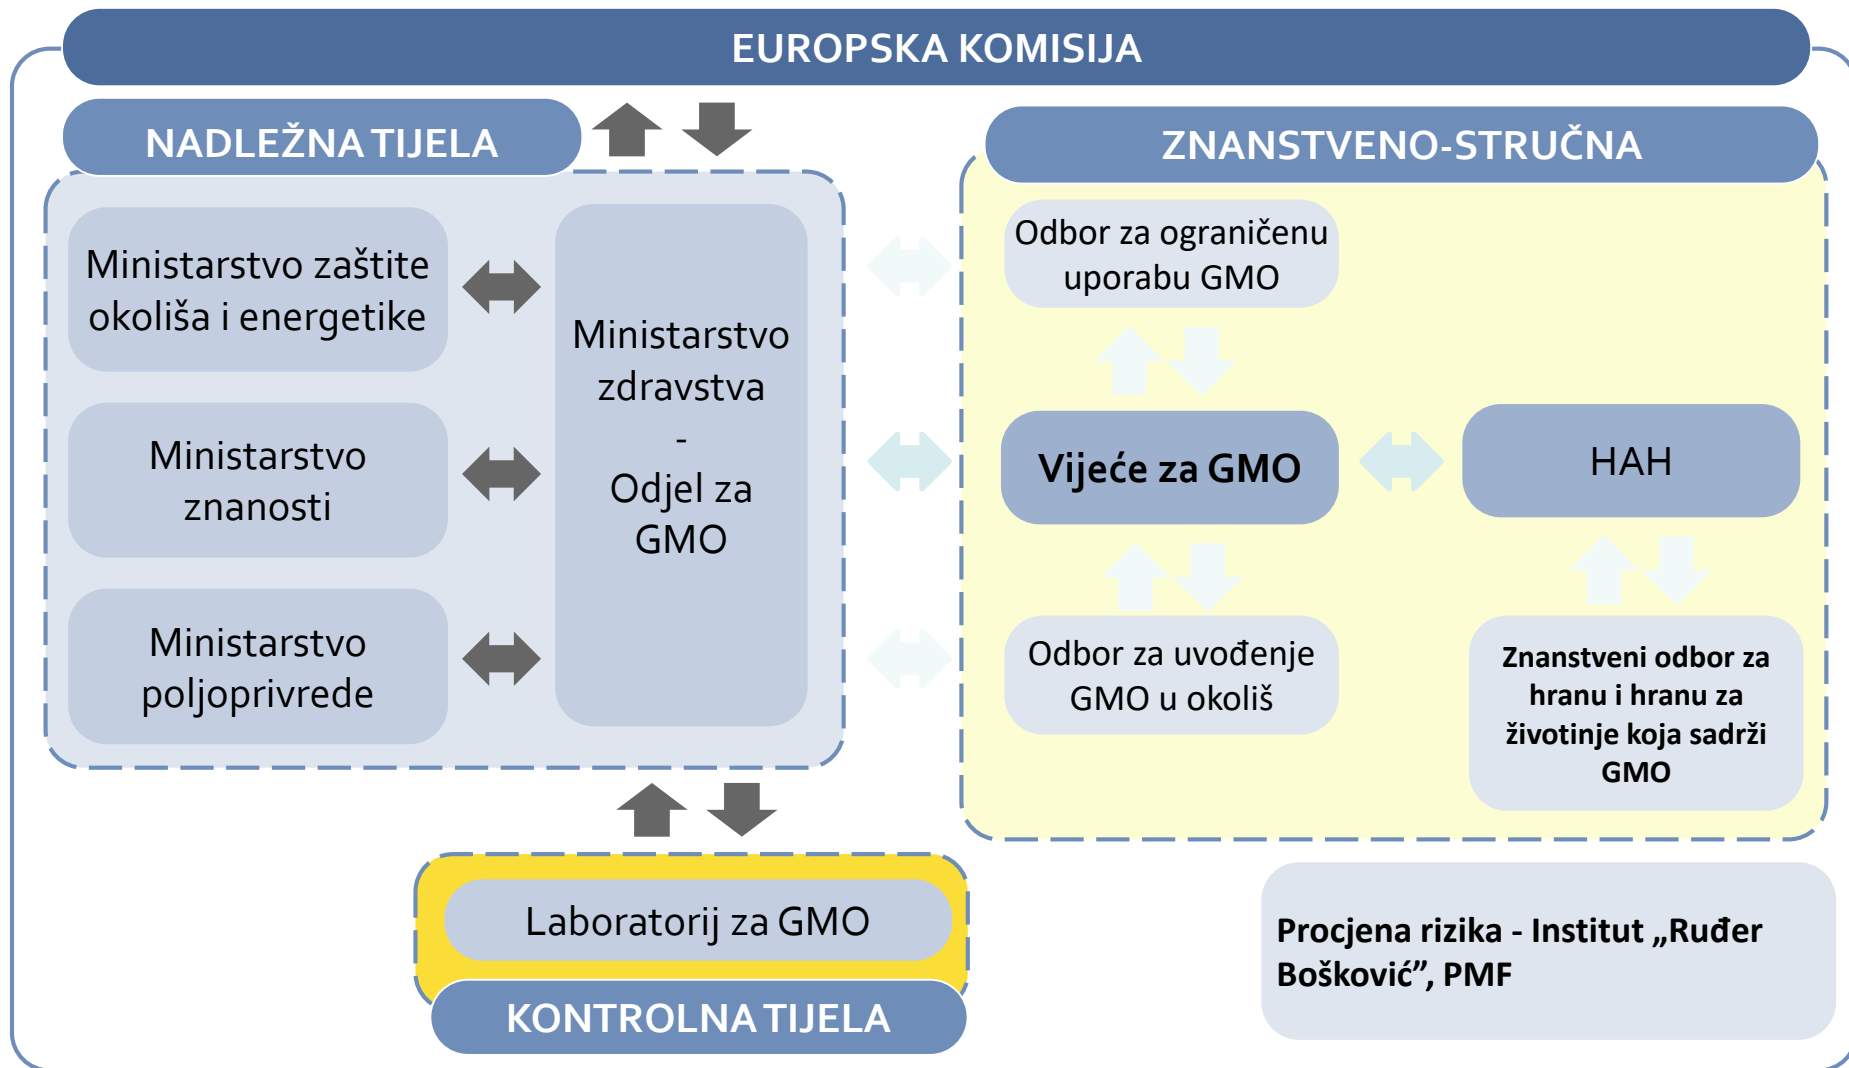 EUROPSKA KOMISIJA
NADLEŽNA TIJELA
Ministarstvo zaštite
okoliša i energetike
Ministarstvo
znanosti
Ministarstvo
poljoprivrede
Ministarstvo
zdravstva
-
Odjel za
GMO
ZNANSTVENO-STRUČNA
Odbor za ograničenu
uporabu GMO
Vijeće za GMO
HAH
Odbor za uvođenje
GMO u okoliš
Znanstveni odbor za
hranu i hranu za
životinje koja sadrži
GMO
Laboratorij za GMO
KONTROLNA TIJELA
Procjena rizika - Institut „Ruđer
Bošković”, PMF